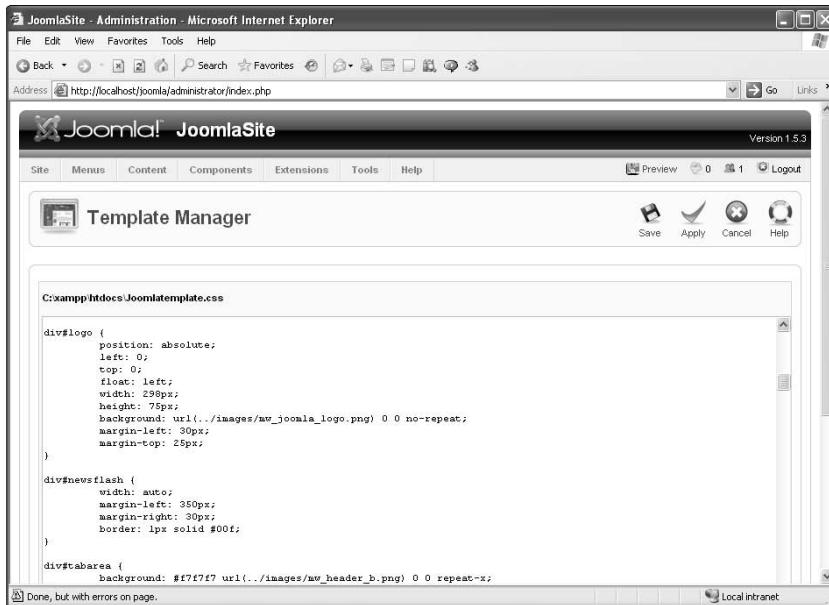 JoomlaSite - Administration - Microsoft Internet Explorer
File Edit View Favorites Tools Help
Back Search Favorites
Address http://localhost/joomla/administrator/index.php Go Links
Joomla! JoomlaSite
Version 1.5.3
Site Menus Content Components Extensions Tools Help Preview 0 1 Logout
Template Manager
Save Apply Cancel Help
C:\xampp\htdocs\Joomlatemplate.css
div#logo {
position: absolute;
left: 0;
top: 0;
float: left;
width: 298px;
height: 75px;
background: url(../images/mw_joomla_logo.png) 0 0 no-repeat;
margin-left: 30px;
margin-top: 25px;
}
div#newsflash {
width: auto;
margin-left: 350px;
margin-right: 30px;
border: 1px solid #00f;
}
div#tabarea {
background: #f7f7f7 url(../images/mw_header_b.png) 0 0 repeat-x;
Done, but with errors on page. Local intranet